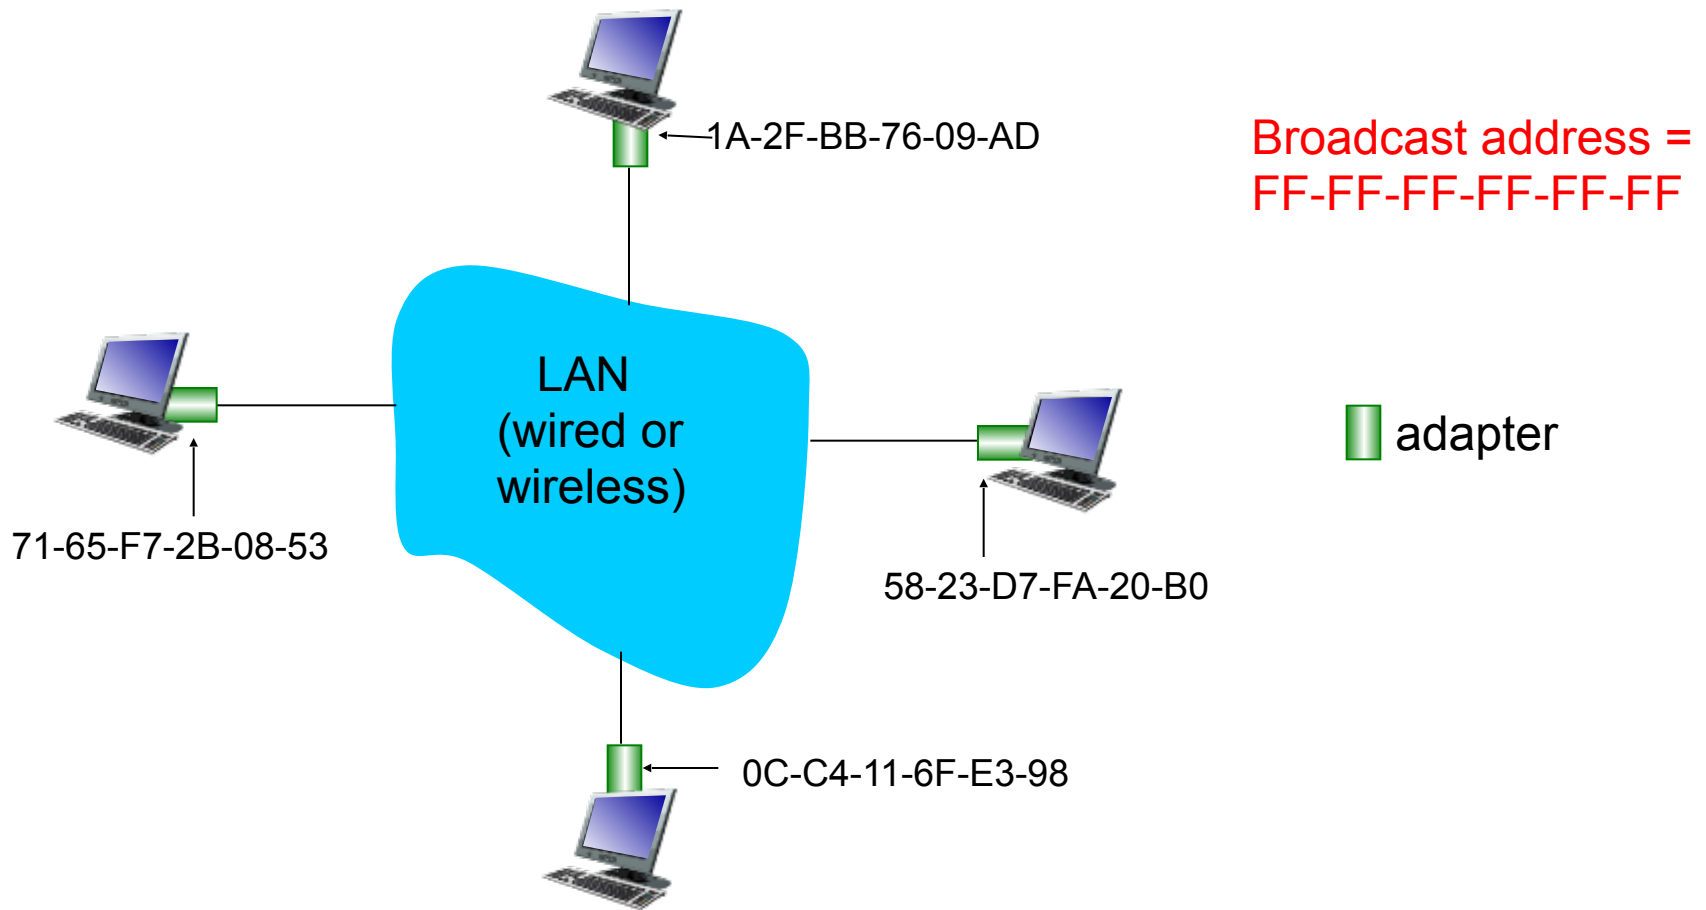 1A-2F-BB-76-09-AD
Broadcast address =
FF-FF-FF-FF-FF-FF
LAN
(wired or
wireless)
adapter
71-65-F7-2B-08-53
58-23-D7-FA-20-B0
0C-C4-11-6F-E3-98